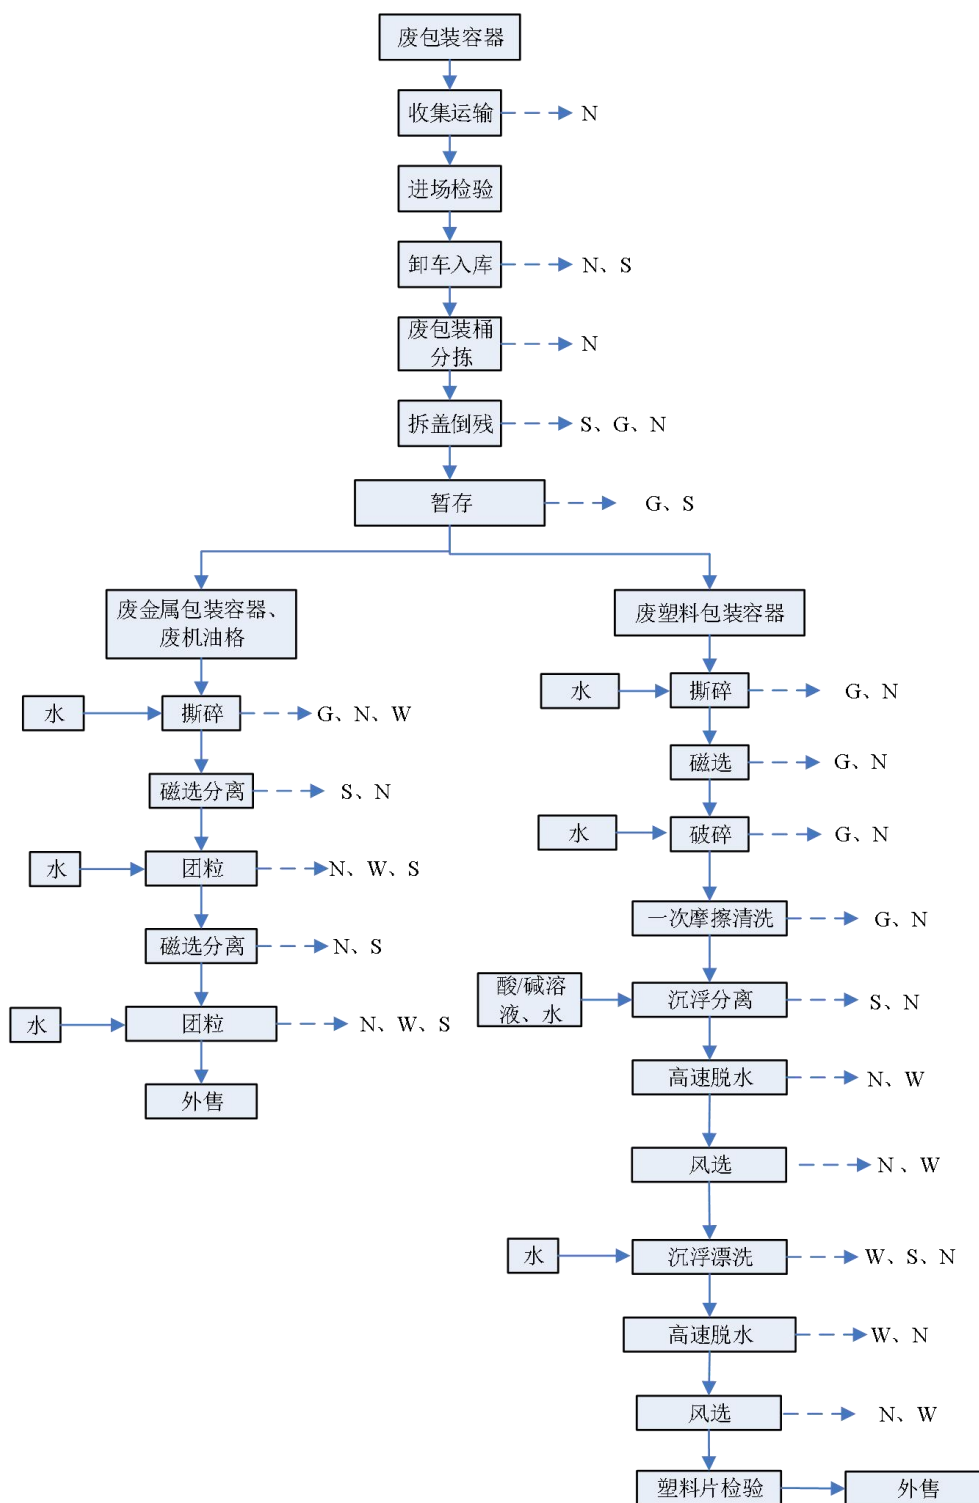 废包装容器
收集运输
N
进场检验
卸车入库
N、S
废包装桶
分拣
N
拆盖倒残
S、G、N
暂存
G、S
废金属包装容器、
废机油格
水
撕碎
G、N、W
磁选分离
S、N
水
团粒
N、W、S
磁选分离
N、S
水
团粒
N、W、S
外售
废塑料包装容器
水
撕碎
G、N
磁选
G、N
水
破碎
G、N
一次摩擦清洗
G、N
酸/碱溶
液、水
沉浮分离
S、N
高速脱水
N、W
风选
N、W
水
沉浮漂洗
W、S、N
高速脱水
W、N
风选
N、W
塑料片检验
外售